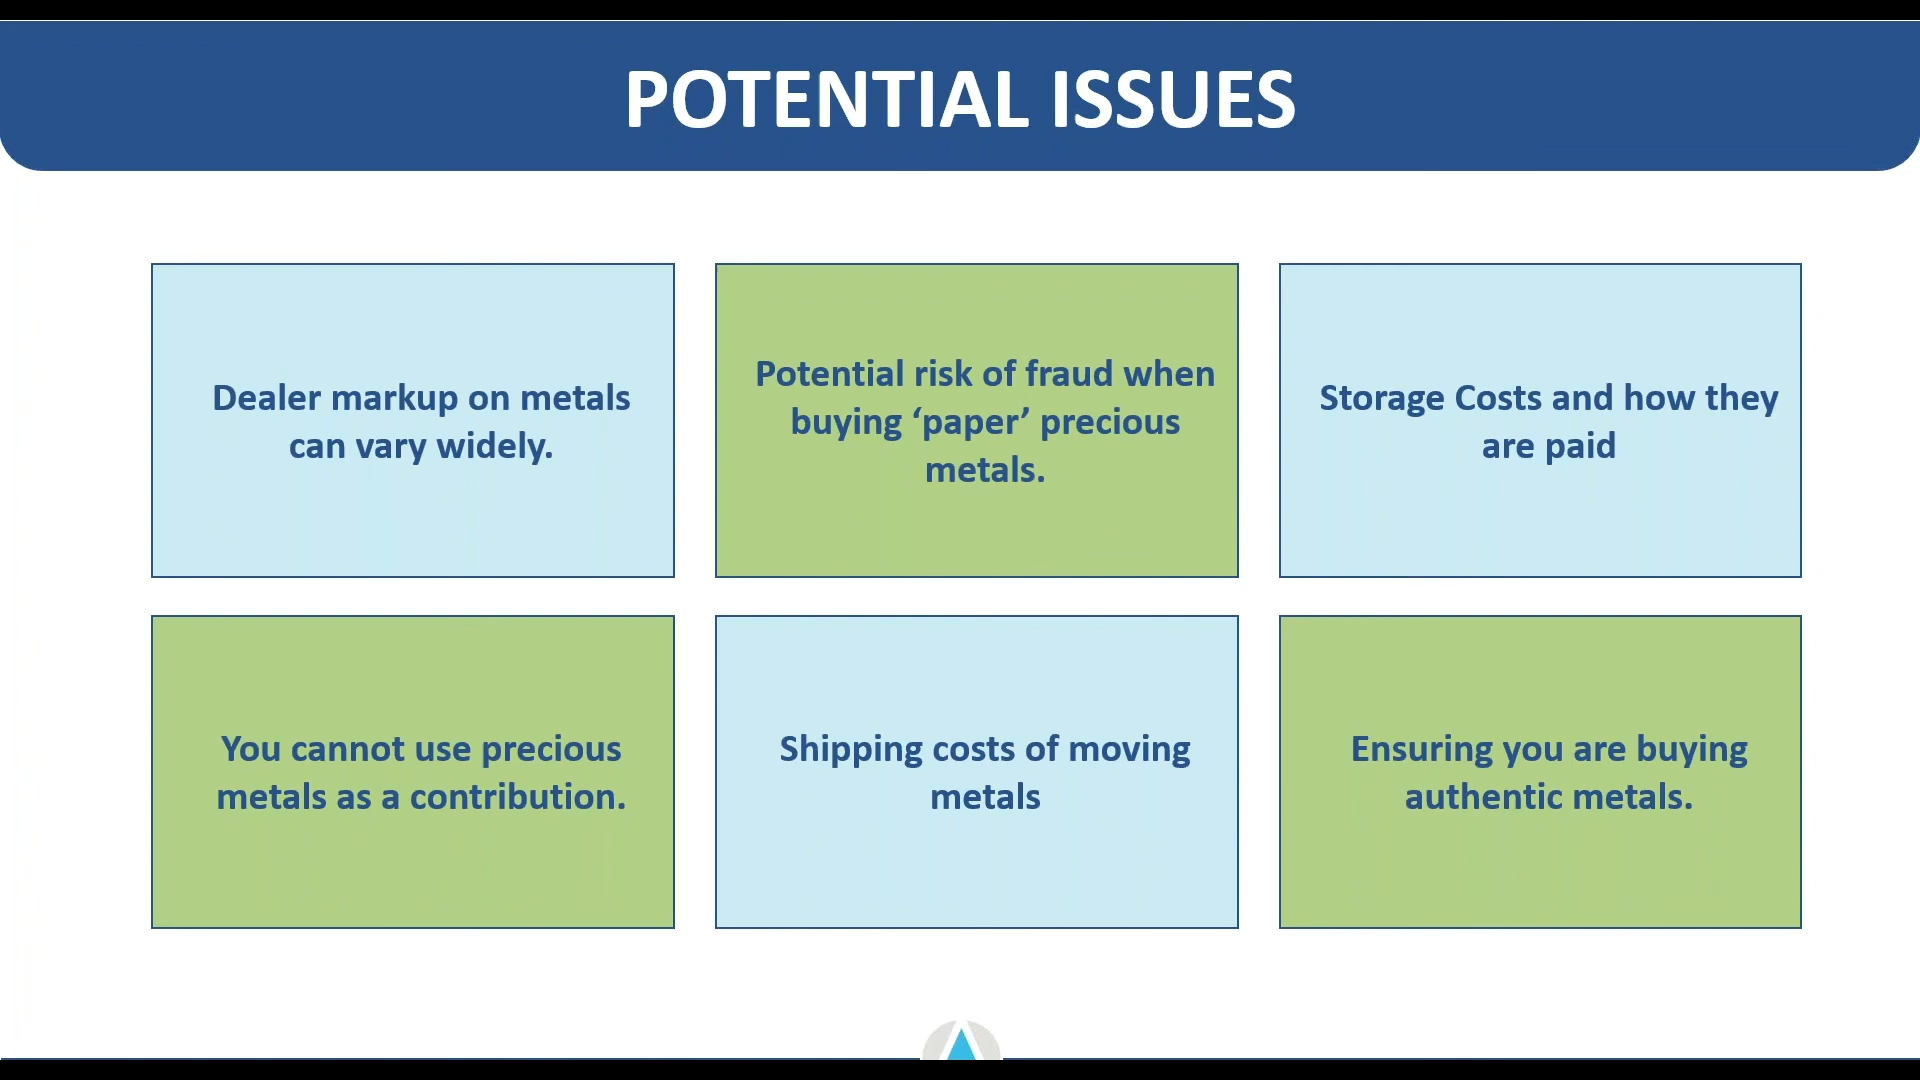 POTENTIAL ISSUES
Dealer markup on metals
can vary widely.
Potential risk of fraud when
buying ‘paper’ precious
metals.
Storage Costs and how they
are paid
You cannot use precious
metals as a contribution.
Shipping costs of moving
metals
Ensuring you are buying
authentic metals.